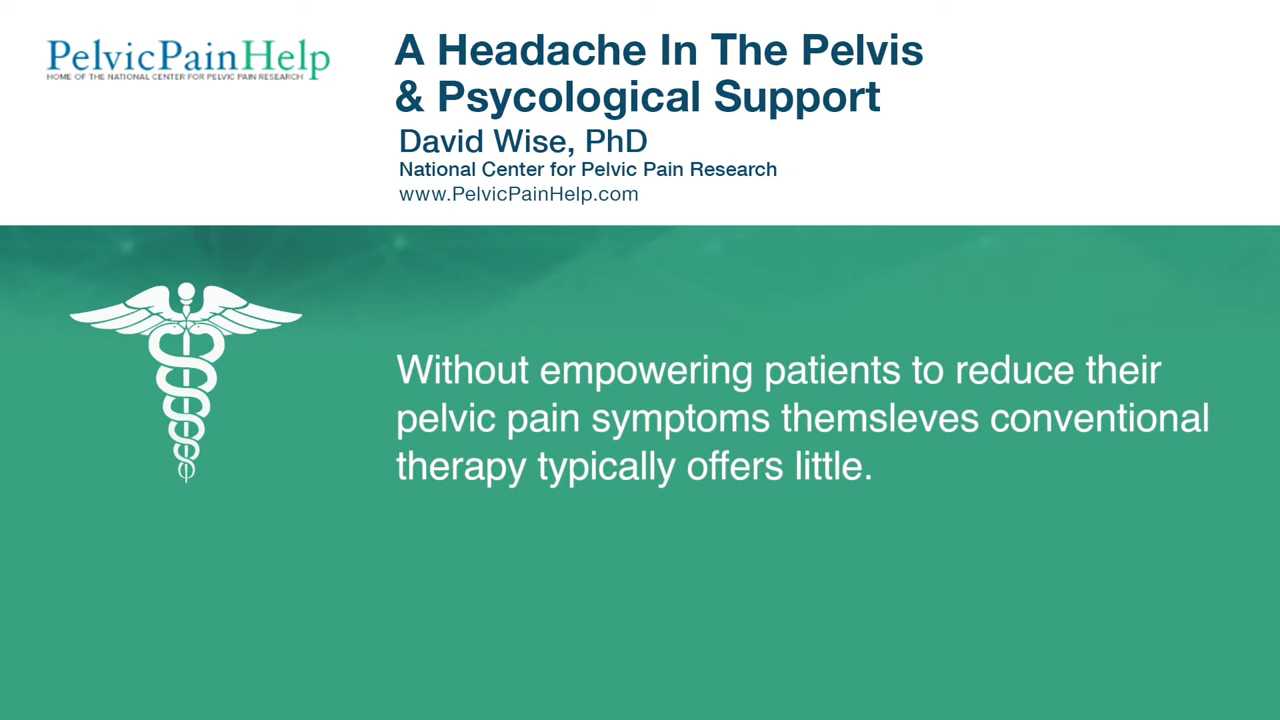 PelvicPainHelp
HOME OF THE NATIONAL CENTER FOR PELVIC PAIN RESEARCH
A Headache In The Pelvis
& Psycological Support
David Wise, PhD
National Center for Pelvic Pain Research
www.PelvicPainHelp.com
Without empowering patients to reduce their
pelvic pain symptoms themsleves conventional
therapy typically offers little.